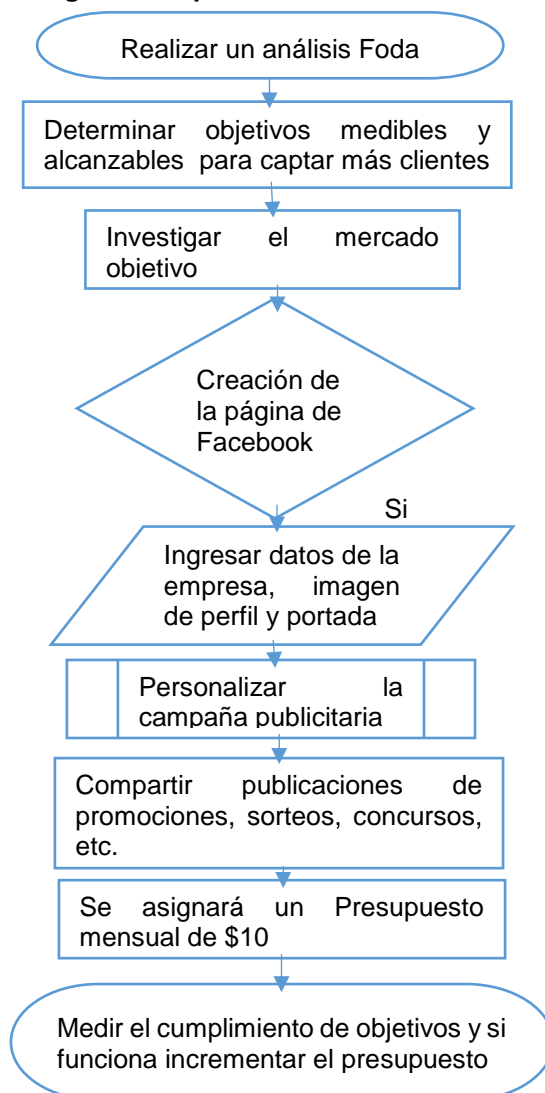 Realizar un análisis Foda
Determinar objetivos medibles y
alcanzables para captar más clientes
Investigar el mercado
objetivo
Creación de
la página de
Facebook
Si
Ingresar datos de la
empresa, imagen
de perfil y portada
Personalizar la
campaña publicitaria
Compartir publicaciones de
promociones, sorteos, concursos,
etc.
Se asignará un Presupuesto
mensual de $10
Medir el cumplimiento de objetivos y si
funciona incrementar el presupuesto